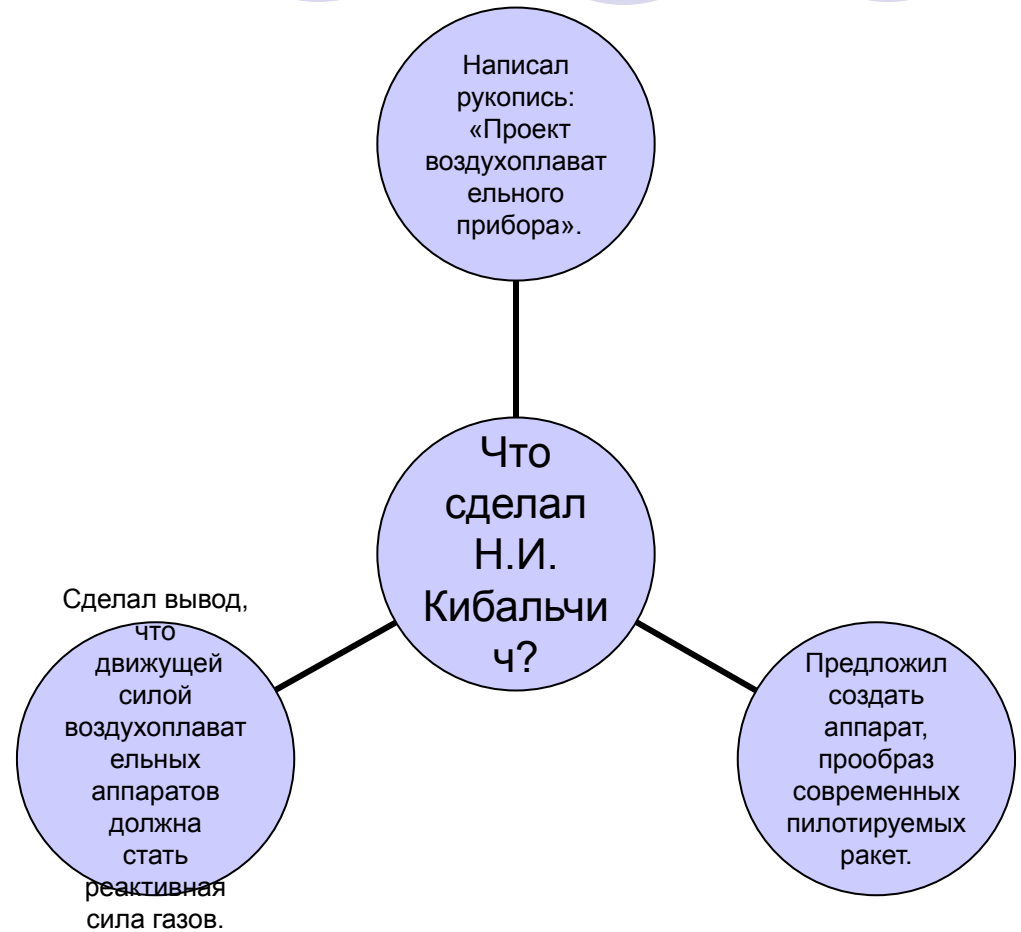 Написал
рукопись:
«Проект
воздухоплават
ельного
прибора».
Что
сделал
Н.И.
Кибальчи
ч?
Сделал вывод,
что
движущей
силой
воздухоплават
ельных
аппаратов
должна
стать
реактивная
сила газов.
Предложил
создать
аппарат,
прообраз
современных
пилотируемых
ракет.